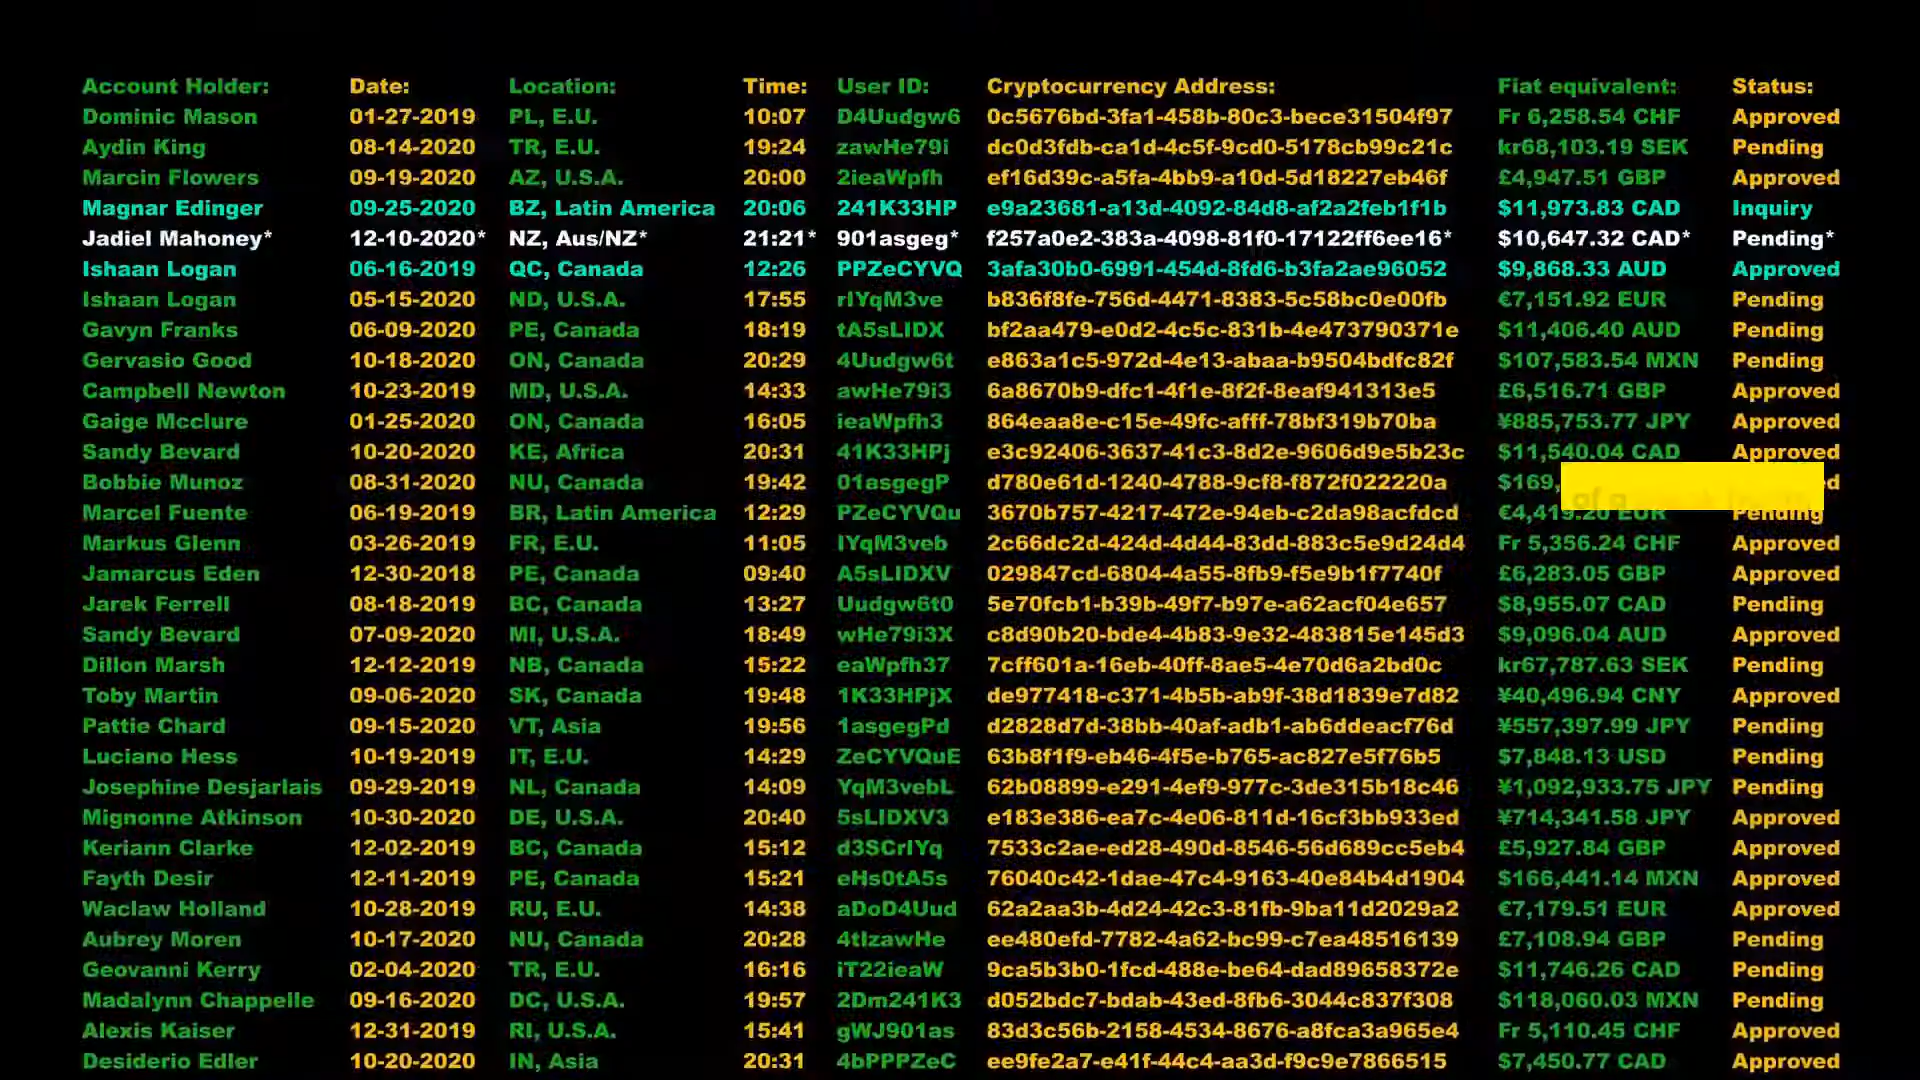 Account Holder: Date: Location: Time: User ID: Cryptocurrency Address: Fiat equivalent: Status:
Dominic Mason 01-27-2019 PL, E.U. 10:07 D4Uudgw6 0c5676bd-3fa1-458b-80c3-bece31504f97 Fr 6,258.54 CHF Approved
Aydin King 08-14-2020 TR, E.U. 19:24 zawHe79i dc0d3fdb-ca1d-4c5f-9cd0-5178cb99c21c kr68,103.19 SEK Pending
Marcin Flowers 09-19-2020 AZ, U.S.A. 20:00 2ieaWpfh ef16d39c-a5fa-4bb9-a10d-5d18227eb46f £4,947.51 GBP Approved
Magnar Edinger 09-25-2020 BZ, Latin America 20:06 241K33HP e9a23681-a13d-4092-84d8-af2a2feb1f1b $11,973.83 CAD Inquiry
Jadiel Mahoney* 12-10-2020* NZ, Aus/NZ* 21:21* 901asgeg* f257a0e2-383a-4098-81f0-17122ff6ee16* $10,647.32 CAD* Pending*
Ishaan Logan 06-16-2019 QC, Canada 12:26 PPZeCYVQ 3afa30b0-6991-454d-8fd6-b3fa2ae96052 $9,868.33 AUD Approved
Ishaan Logan 05-15-2020 ND, U.S.A. 17:55 rIYqM3ve b836f8fe-756d-4471-8383-5c58bc0e00fb €7,151.92 EUR Pending
Gavyn Franks 06-09-2020 PE, Canada 18:19 tA5sLIDX bf2aa479-e0d2-4c5c-831b-4e473790371e $11,406.40 AUD Pending
Gervasio Good 10-18-2020 ON, Canada 20:29 4Uudgw6t e863a1c5-972d-4e13-abaa-b9504bdfc82f $107,583.54 MXN Pending
Campbell Newton 10-23-2019 MD, U.S.A. 14:33 awHe79i3 6a8670b9-dfc1-4f1e-8f2f-8eaf941313e5 £6,516.71 GBP Approved
Gaige Mcclure 01-25-2020 ON, Canada 16:05 ieaWpfh3 864eaa8e-c15e-49fc-afff-78bf319b70ba ¥885,753.77 JPY Approved
Sandy Bevard 10-20-2020 KE, Africa 20:31 41K33HPj e3c92406-3637-41c3-8d2e-9606d9e5b23c $11,540.04 CAD Approved
Bobbie Munoz 08-31-2020 NU, Canada 19:42 01asgegP d780e61d-1240-4788-9cf8-f872f022220a $169,
Marcel Fuente 06-19-2019 BR, Latin America 12:29 PZeCYVQu 3670b757-4217-472e-94eb-c2da98acfdcd €4,419.20 EUR Pending
Markus Glenn 03-26-2019 FR, E.U. 11:05 IYqM3veb 2c66dc2d-424d-4d44-83dd-883c5e9d24d4 Fr 5,356.24 CHF Approved
Jamarcus Eden 12-30-2018 PE, Canada 09:40 A5sLIDXV 029847cd-6804-4a55-8fb9-f5e9b1f7740f £6,283.05 GBP Approved
Jarek Ferrell 08-18-2019 BC, Canada 13:27 Uudgw6t0 5e70fcb1-b39b-49f7-b97e-a62acf04e657 $8,955.07 CAD Pending
Sandy Bevard 07-09-2020 MI, U.S.A. 18:49 wHe79i3X c8d90b20-bde4-4b83-9e32-483815e145d3 $9,096.04 AUD Approved
Dillon Marsh 12-12-2019 NB, Canada 15:22 eaWpfh37 7cff601a-16eb-40ff-8ae5-4e70d6a2bd0c kr67,787.63 SEK Pending
Toby Martin 09-06-2020 SK, Canada 19:48 1K33HPjX de977418-c371-4b5b-ab9f-38d1839e7d82 ¥40,496.94 CNY Approved
Pattie Chard 09-15-2020 VT, Asia 19:56 1asgegPd d2828d7d-38bb-40af-adb1-ab6ddeacf76d ¥557,397.99 JPY Pending
Luciano Hess 10-19-2019 IT, E.U. 14:29 ZeCYVQuE 63b8f1f9-eb46-4f5e-b765-ac827e5f76b5 $7,848.13 USD Pending
Josephine Desjarlais 09-29-2019 NL, Canada 14:09 YqM3vebL 62b08899-e291-4ef9-977c-3de315b18c46 ¥1,092,933.75 JPY Pending
Mignonne Atkinson 10-30-2020 DE, U.S.A. 20:40 5sLIDXV3 e183e386-ea7c-4e06-811d-16cf3bb933ed ¥714,341.58 JPY Approved
Keriann Clarke 12-02-2019 BC, Canada 15:12 d3SCrIYq 7533c2ae-ed28-490d-8546-56d689cc5eb4 £5,927.84 GBP Approved
Fayth Desir 12-11-2019 PE, Canada 15:21 eHs0tA5s 76040c42-1dae-47c4-9163-40e84b4d1904 $166,441.14 MXN Approved
Waclaw Holland 10-28-2019 RU, E.U. 14:38 aDoD4Uud 62a2aa3b-4d24-42c3-81fb-9ba11d2029a2 €7,179.51 EUR Approved
Aubrey Moren 10-17-2020 NU, Canada 20:28 4tIzawHe ee480efd-7782-4a62-bc99-c7ea48516139 £7,108.94 GBP Pending
Geovanni Kerry 02-04-2020 TR, E.U. 16:16 iT22ieaW 9ca5b3b0-1fcd-488e-be64-dad89658372e $11,746.26 CAD Pending
Madalynn Chappelle 09-16-2020 DC, U.S.A. 19:57 2Dm241K3 d052bdc7-bdab-43ed-8fb6-3044c837f308 $118,060.03 MXN Pending
Alexis Kaiser 12-31-2019 RI, U.S.A. 15:41 gWJ901as 83d3c56b-2158-4534-8676-a8fca3a965e4 Fr 5,110.45 CHF Approved
Desiderio Edler 10-20-2020 IN, Asia 20:31 4bPPPZeC ee9fe2a7-e41f-44c4-aa3d-f9c9e7866515 $7,450.77 CAD Approved